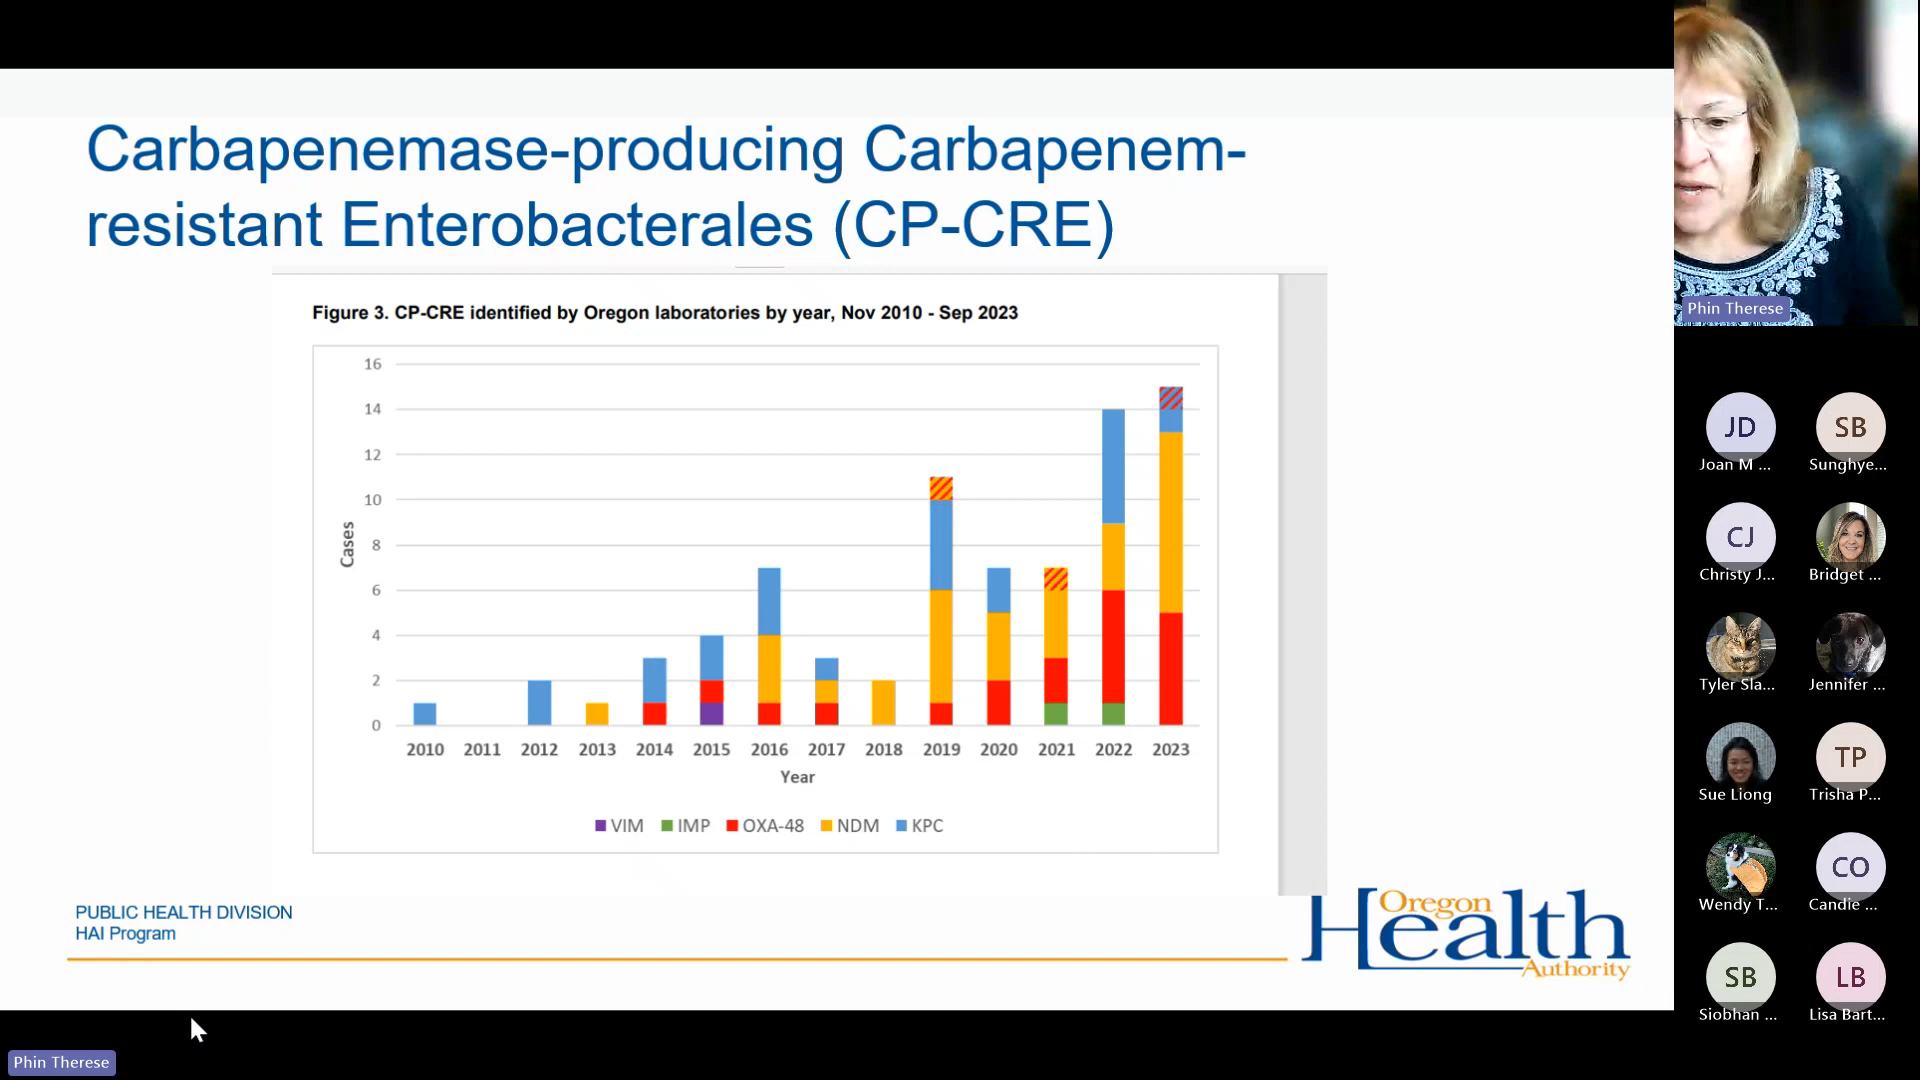 Carbapenemase-producing Carbapenem-
resistant Enterobacterales (CP-CRE)
Figure 3. CP-CRE identified by Oregon laboratories by year, Nov 2010 - Sep 2023
16
14
12
10
8
6
4
2
0
Cases
2010 2011 2012 2013 2014 2015 2016 2017 2018 2019 2020 2021 2022 2023
Year
VIM IMP OXA-48 NDM KPC
PUBLIC HEALTH DIVISION
HAI Program
Oregon
Health
Authority
Phin Therese
Phin Therese
JD SB
Joan M ... Sunghye...
CJ
Christy J... Bridget ...
Tyler Sla... Jennifer ...
TP
Sue Liong Trisha P...
CO
Wendy T... Candie ...
SB LB
Siobhan ... Lisa Bart...